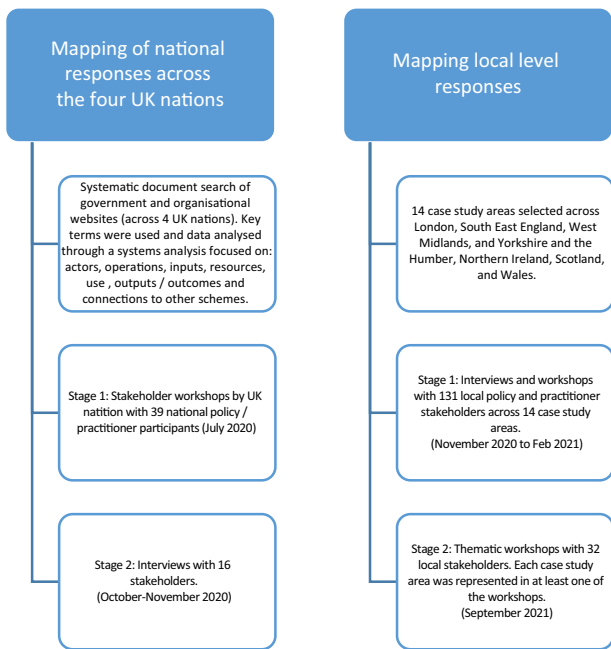 Mapping of national
responses across
the four UK nations
Systematic document search of
government and organisational
websites (across 4 UK nations). Key
terms were used and data analysed
through a systems analysis focused on:
actors, operations, inputs, resources,
use , outputs / outcomes and
connections to other schemes.
Stage 1: Stakeholder workshops by UK
natition with 39 national policy /
practitioner participants (July 2020)
Stage 2: Interviews with 16
stakeholders.
(October-November 2020)
Mapping local level
responses
14 case study areas selected across
London, South East England, West
Midlands, and Yorkshire and the
Humber, Northern Ireland, Scotland,
and Wales.
Stage 1: Interviews and workshops
with 131 local policy and practitioner
stakeholders across 14 case study
areas.
(November 2020 to Feb 2021)
Stage 2: Thematic workshops with 32
local stakeholders. Each case study
area was represented in at least one of
the workshops.
(September 2021)